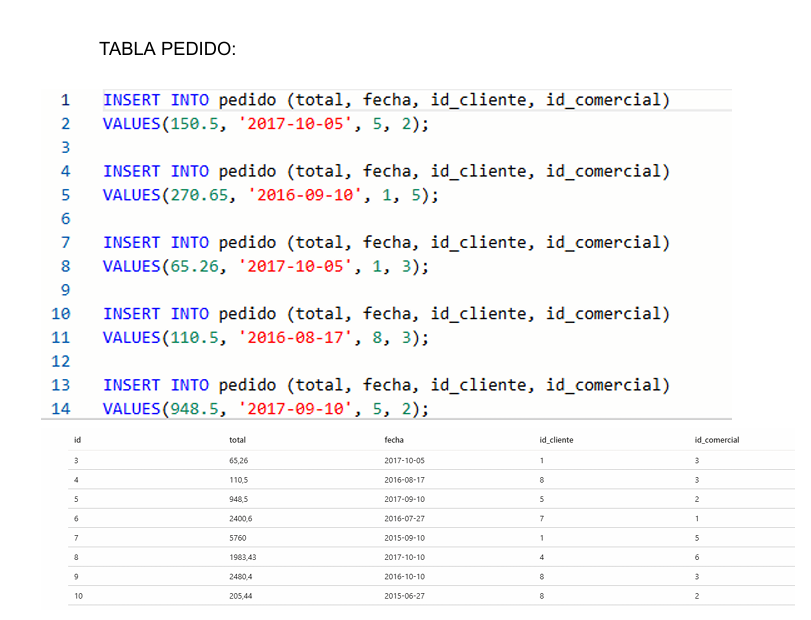 TABLA PEDIDO:
1 INSERT INTO pedido (total, fecha, id_cliente, id_comercial)
2 VALUES(150.5, '2017-10-05', 5, 2);
3
4 INSERT INTO pedido (total, fecha, id_cliente, id_comercial)
5 VALUES(270.65, '2016-09-10', 1, 5);
6
7 INSERT INTO pedido (total, fecha, id_cliente, id_comercial)
8 VALUES(65.26, '2017-10-05', 1, 3);
9
10 INSERT INTO pedido (total, fecha, id_cliente, id_comercial)
11 VALUES(110.5, '2016-08-17', 8, 3);
12
13 INSERT INTO pedido (total, fecha, id_cliente, id_comercial)
14 VALUES(948.5, '2017-09-10', 5, 2);
id total fecha id_cliente id_comercial
3 65,26 2017-10-05 1 3
4 110,5 2016-08-17 8 3
5 948,5 2017-09-10 5 2
6 2400,6 2016-07-27 7 1
7 5760 2015-09-10 1 5
8 1983,43 2017-10-10 4 6
9 2480,4 2016-10-10 8 3
10 205,44 2015-06-27 8 2